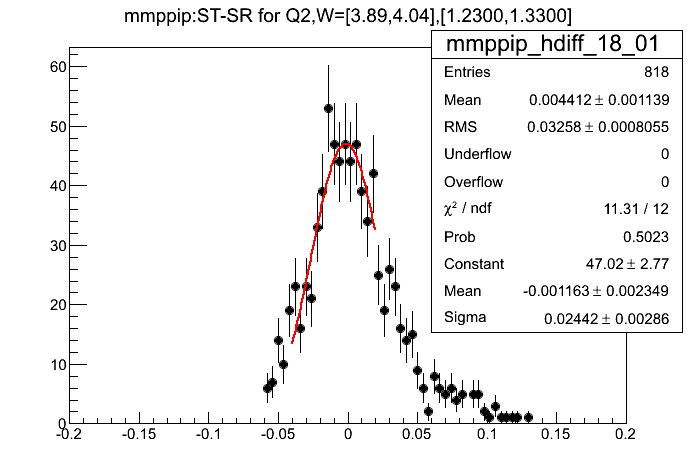 mmppip:ST-SR for Q2,W=[3.89,4.04],[1.2300,1.3300]
mmppip_hdiff_18_01
Entries 818
Mean 0.004412 ± 0.001139
RMS 0.03258 ± 0.0008055
Underflow 0
Overflow 0
χ² / ndf 11.31 / 12
Prob 0.5023
Constant 47.02 ± 2.77
Mean -0.001163 ± 0.002349
Sigma 0.02442 ± 0.00286
60
50
40
30
20
10
0
-0.2 -0.15 -0.1 -0.05 0 0.05 0.1 0.15 0.2